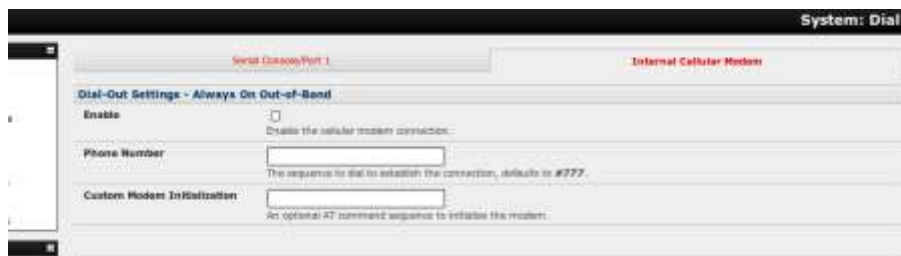 System: Dial
Serial Console/Port 1
Internal Cellular Modem
Dial-Out Settings - Always On Out-of-Band
Enable
Enable the cellular modem connection.
Phone Number
The sequence to dial to establish the connection, defaults to #777.
Custom Modem Initialization
An optional AT command sequence to initialise the modem.